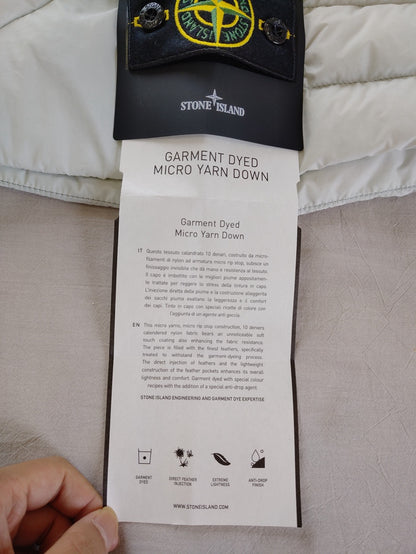 STONE ISLAND
STONE ISLAND
GARMENT DYED
MICRO YARN DOWN
Garment Dyed
Micro Yarn Down
IT Questo tessuto calandrato 10 denari, costruito da micro-
filamenti di nylon ad armatura micro rip stop, subisce un
finissaggio invisibile che dà mano e resistenza al tessuto.
Il capo è imbottito con le migliori piume appositamen-
te trattate per reggere lo stress della tintura in capo.
L'iniezione diretta delle piume e la costruzione alleggerita
dei sacchi piuma esaltano la leggerezza e il comfort
dei capi. Tinto in capo con speciali ricette di colore con
l'aggiunta di un agente anti goccia.
EN This micro yarns, micro rip stop construction, 10 deniers
calendered nylon fabric bears an unnoticeable soft
touch coating also enhancing the fabric resistance.
The piece is filled with the finest feathers, specifically
treated to withstand the garment-dyeing process.
The direct injection of feathers and the lightweight
construction of the feather pockets enhances its overall
lightness and comfort. Garment dyed with special colour
recipes with the addition of a special anti-drop agent.
STONE ISLAND ENGINEERING AND GARMENT DYE EXPERTISE
GARMENT DYED
DIRECT FEATHER INJECTION
EXTREME LIGHTNESS
ANTI-DROP FINISH
WWW.STONEISLAND.COM